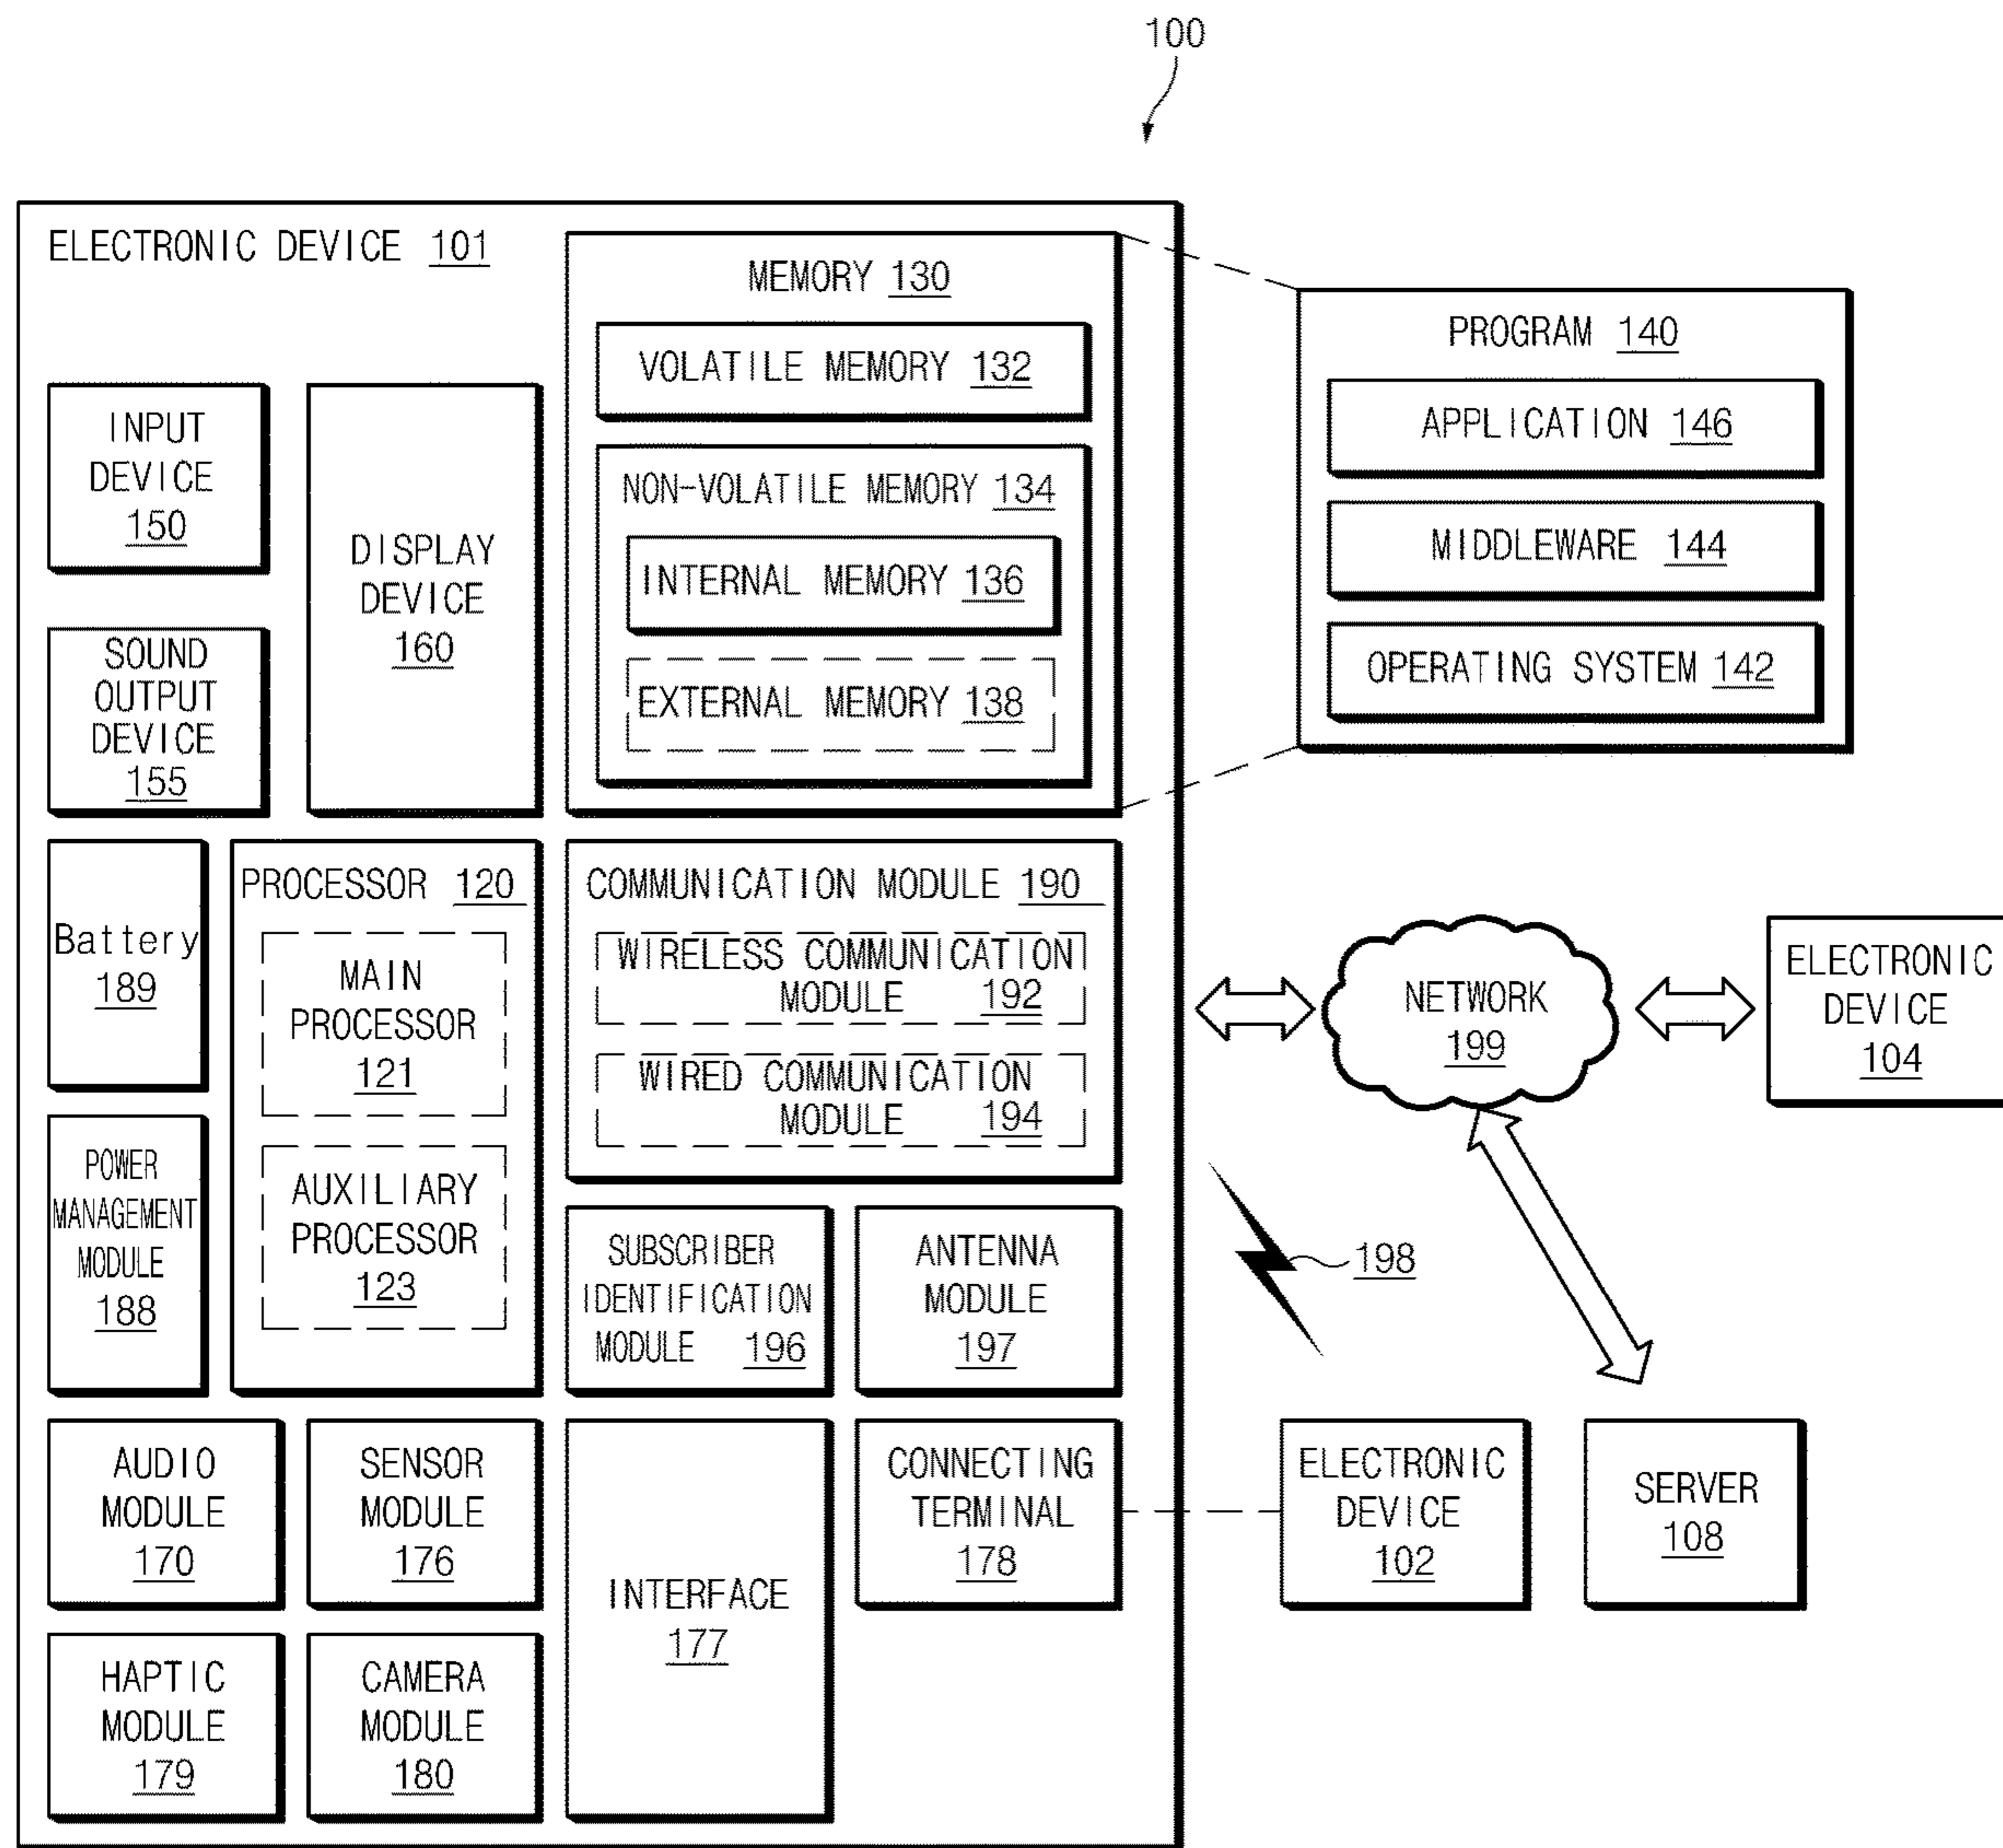 100
ELECTRONIC DEVICE 101
MEMORY 130
VOLATILE MEMORY 132
NON-VOLATILE MEMORY 134
INTERNAL MEMORY 136
EXTERNAL MEMORY 138
PROGRAM 140
APPLICATION 146
MIDDLEWARE 144
OPERATING SYSTEM 142
INPUT
DEVICE
150
DISPLAY
DEVICE
160
SOUND
OUTPUT
DEVICE
155
Battery
189
PROCESSOR 120
MAIN
PROCESSOR
121
AUXILIARY
PROCESSOR
123
COMMUNICATION MODULE 190
WIRELESS COMMUNICATION
MODULE 192
WIRED COMMUNICATION
MODULE 194
NETWORK
199
ELECTRONIC
DEVICE
104
POWER
MANAGEMENT
MODULE
188
SUBSCRIBER
IDENTIFICATION
MODULE 196
ANTENNA
MODULE
197
198
AUDIO
MODULE
170
SENSOR
MODULE
176
INTERFACE
177
CONNECTING
TERMINAL
178
ELECTRONIC
DEVICE
102
SERVER
108
HAPTIC
MODULE
179
CAMERA
MODULE
180